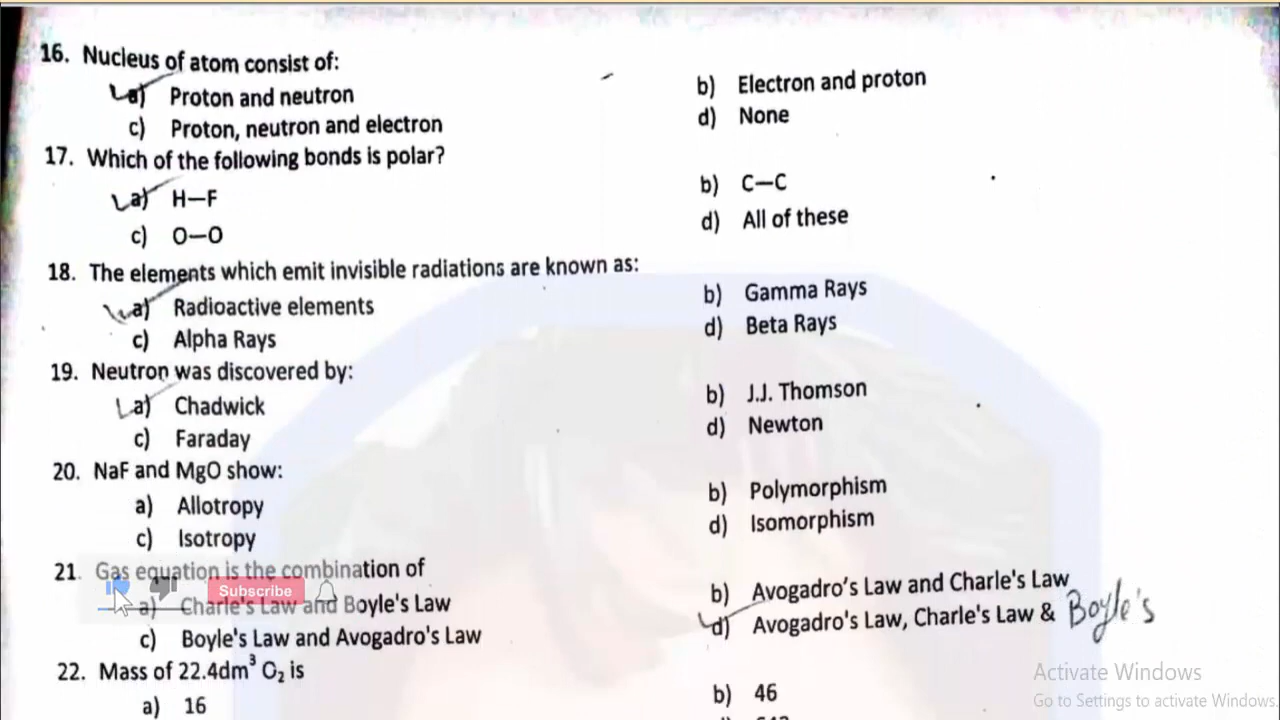 16. Nucleus of atom consist of:
a) Proton and neutron
b) Electron and proton
c) Proton, neutron and electron
d) None
17. Which of the following bonds is polar?
a) H—F
b) C—C
c) O—O
d) All of these
18. The elements which emit invisible radiations are known as:
a) Radioactive elements
b) Gamma Rays
c) Alpha Rays
d) Beta Rays
19. Neutron was discovered by:
a) Chadwick
b) J.J. Thomson
c) Faraday
d) Newton
20. NaF and MgO show:
a) Allotropy
b) Polymorphism
c) Isotropy
d) Isomorphism
21. Gas equation is the combination of
Subscribe
a) Charle's Law and Boyle's Law
b) Avogadro's Law and Charle's Law
c) Boyle's Law and Avogadro's Law
d) Avogadro's Law, Charle's Law & Boyle's
22. Mass of 22.4dm³ O₂ is
a) 16
b) 46
Activate Windows
Go to Settings to activate Windows.